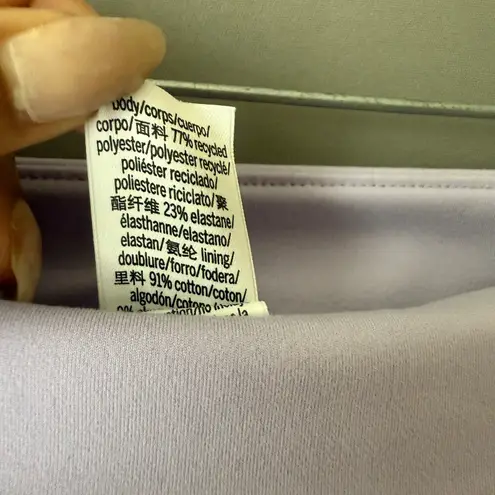 body/corps/cuerpo/
corpo/面料 77% recycled
polyester/polyester recyclé/
poliéster reciclado/
poliestere riciclato/聚
酯纤维 23% elastane/
élasthanne/elastano/
elastan/氨纶 lining/
doublure/forro/fodera/
里料 91% cotton/coton/
algodón/cotone